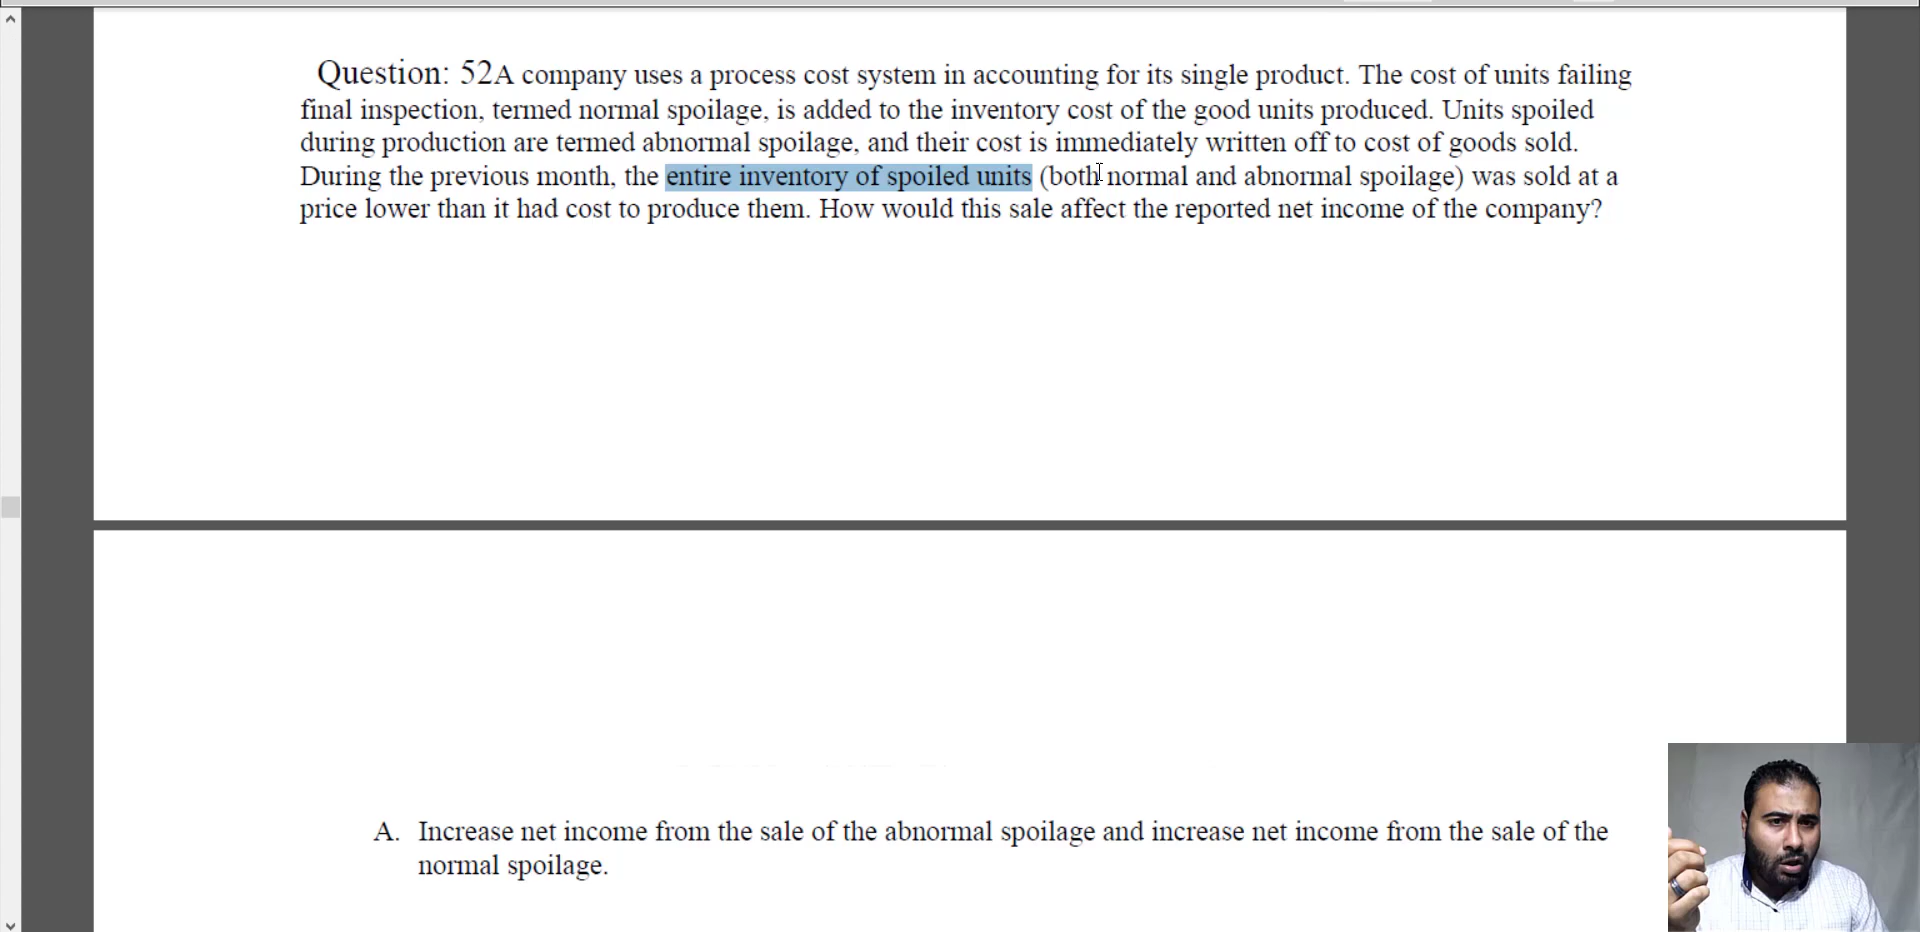 Question: 52A company uses a process cost system in accounting for its single product. The cost of units failing
final inspection, termed normal spoilage, is added to the inventory cost of the good units produced. Units spoiled
during production are termed abnormal spoilage, and their cost is immediately written off to cost of goods sold.
During the previous month, the entire inventory of spoiled units (both normal and abnormal spoilage) was sold at a
price lower than it had cost to produce them. How would this sale affect the reported net income of the company?
A. Increase net income from the sale of the abnormal spoilage and increase net income from the sale of the
normal spoilage.